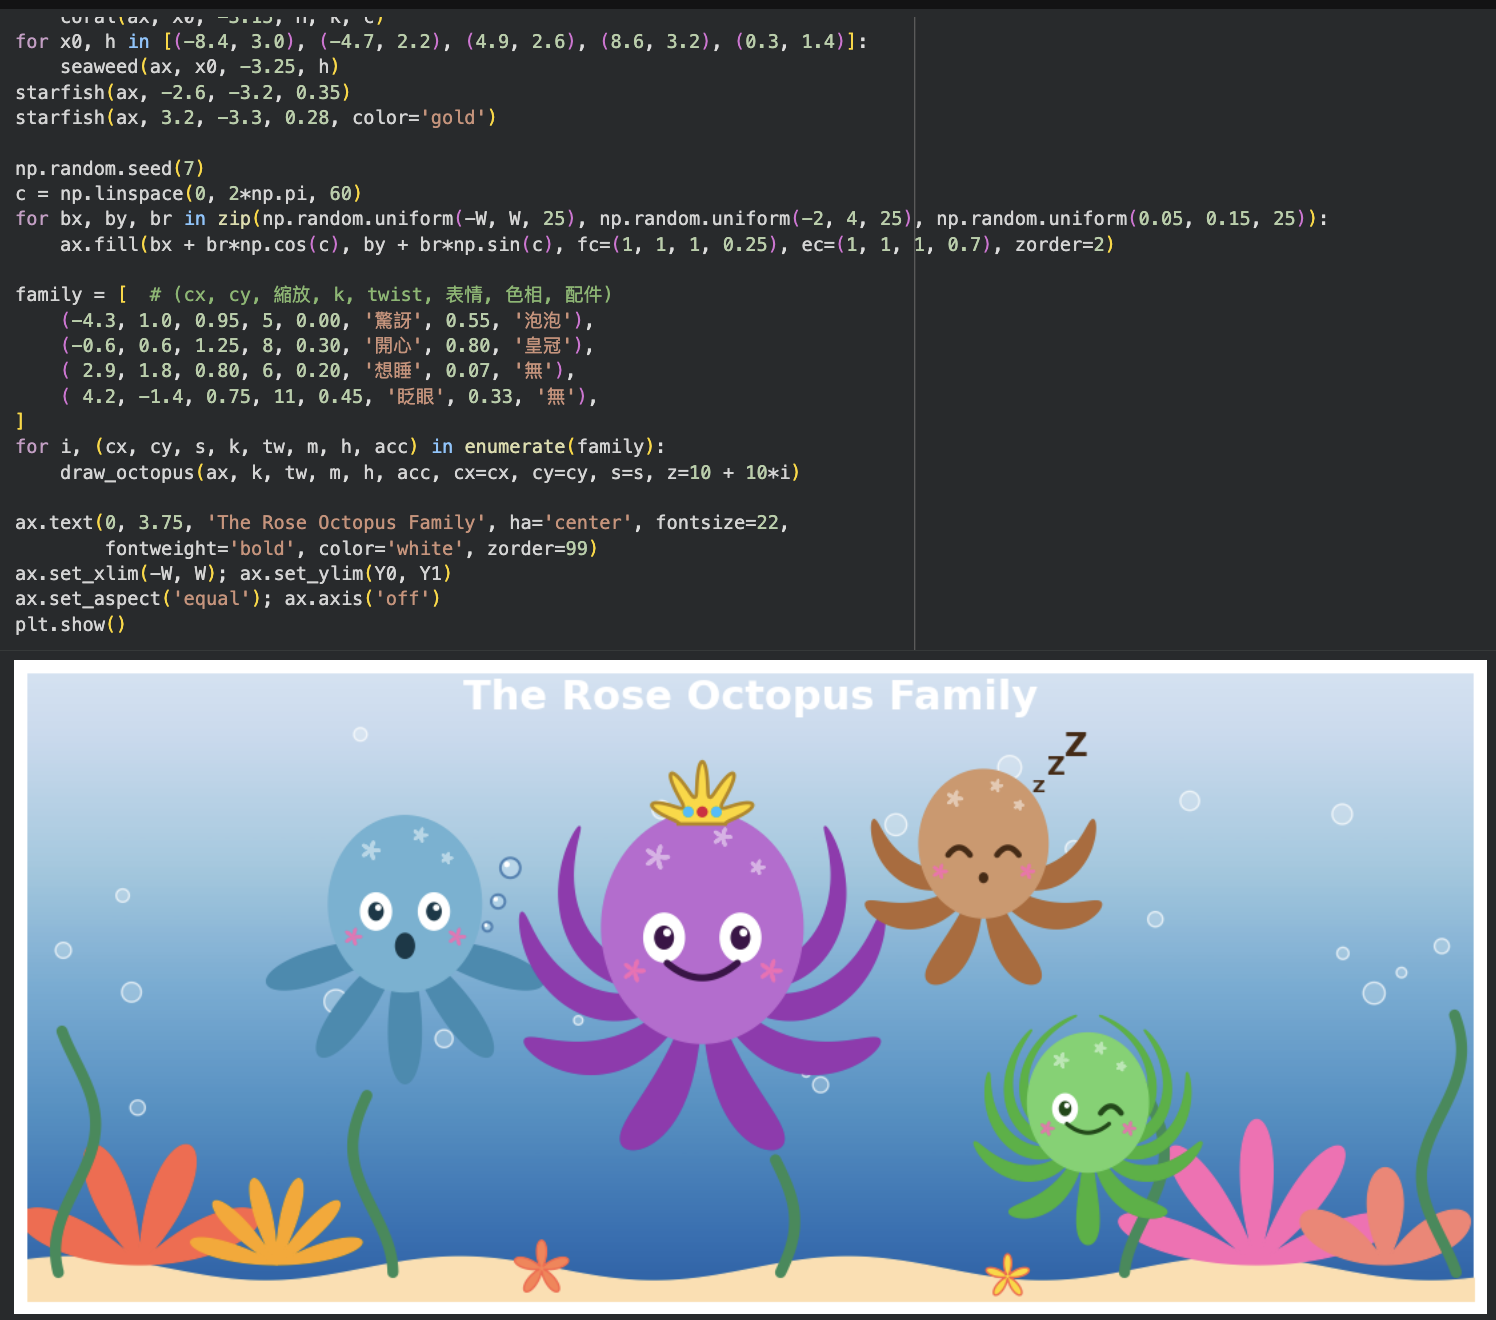 coral(ax, x0, -3.15, h, k, c)
for x0, h in [(-8.4, 3.0), (-4.7, 2.2), (4.9, 2.6), (8.6, 3.2), (0.3, 1.4)]:
    seaweed(ax, x0, -3.25, h)
starfish(ax, -2.6, -3.2, 0.35)
starfish(ax, 3.2, -3.3, 0.28, color='gold')
np.random.seed(7)
c = np.linspace(0, 2*np.pi, 60)
for bx, by, br in zip(np.random.uniform(-W, W, 25), np.random.uniform(-2, 4, 25), np.random.uniform(0.05, 0.15, 25)):
    ax.fill(bx + br*np.cos(c), by + br*np.sin(c), fc=(1, 1, 1, 0.25), ec=(1, 1, 1, 0.7), zorder=2)
family = [  # (cx, cy, 縮放, k, twist, 表情, 色相, 配件)
    (-4.3, 1.0, 0.95, 5, 0.00, '驚訝', 0.55, '泡泡'),
    (-0.6, 0.6, 1.25, 8, 0.30, '開心', 0.80, '皇冠'),
    ( 2.9, 1.8, 0.80, 6, 0.20, '想睡', 0.07, '無'),
    ( 4.2, -1.4, 0.75, 11, 0.45, '眨眼', 0.33, '無'),
]
for i, (cx, cy, s, k, tw, m, h, acc) in enumerate(family):
    draw_octopus(ax, k, tw, m, h, acc, cx=cx, cy=cy, s=s, z=10 + 10*i)
ax.text(0, 3.75, 'The Rose Octopus Family', ha='center', fontsize=22,
        fontweight='bold', color='white', zorder=99)
ax.set_xlim(-W, W); ax.set_ylim(Y0, Y1)
ax.set_aspect('equal'); ax.axis('off')
plt.show()
The Rose Octopus Family
z z z